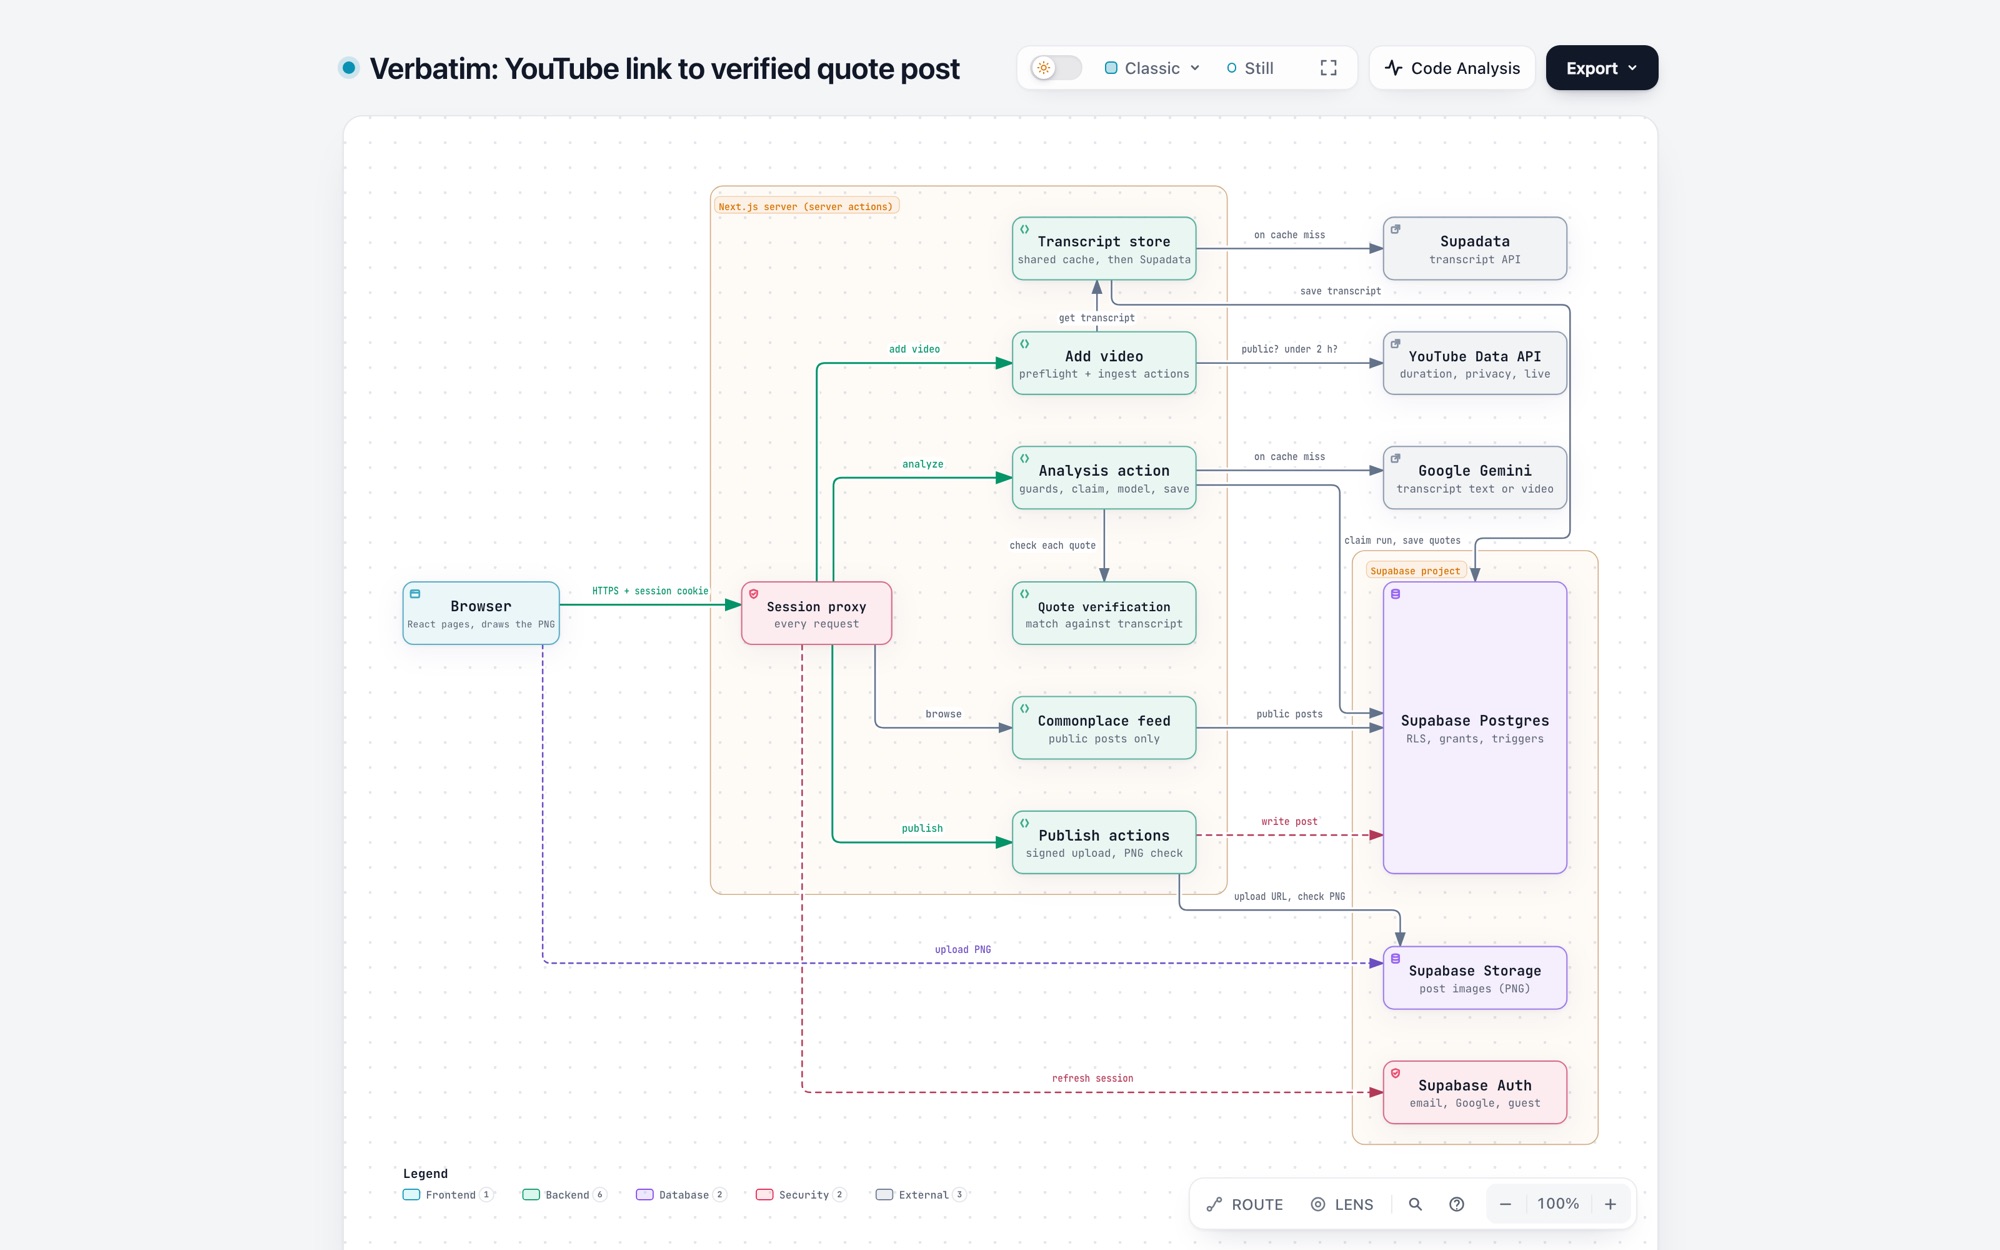 Verbatim: YouTube link to verified quote post
Classic
Still
Code Analysis
Export
Next.js server (server actions)
Transcript store
shared cache, then Supadata
on cache miss
Supadata
transcript API
save transcript
get transcript
add video
Add video
preflight + ingest actions
public? under 2 h?
YouTube Data API
duration, privacy, live
analyze
Analysis action
guards, claim, model, save
on cache miss
Google Gemini
transcript text or video
check each quote
claim run, save quotes
Supabase project
Browser
React pages, draws the PNG
HTTPS + session cookie
Session proxy
every request
Quote verification
match against transcript
browse
Commonplace feed
public posts only
public posts
Supabase Postgres
RLS, grants, triggers
publish
Publish actions
signed upload, PNG check
write post
upload URL, check PNG
upload PNG
Supabase Storage
post images (PNG)
refresh session
Supabase Auth
email, Google, guest
Legend
Frontend 1
Backend 6
Database 2
Security 2
External 3
ROUTE
LENS
100%